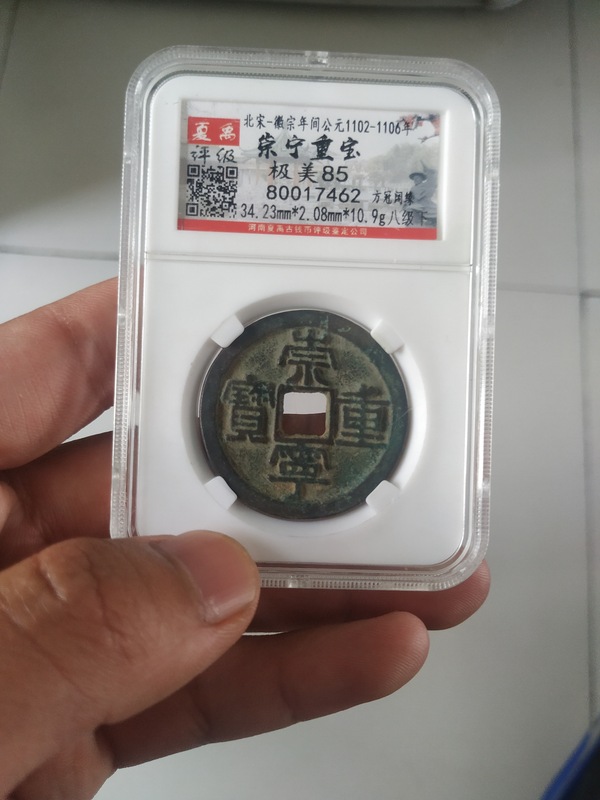 北宋-徽宗年间公元1102-1106年
夏禹
评级
崇宁重宝
极美85
80017462 方冠阔缘
34.23mm*2.08mm*10.9g八级下
河南夏禹古钱币评级鉴定公司
崇
寶 重
寧